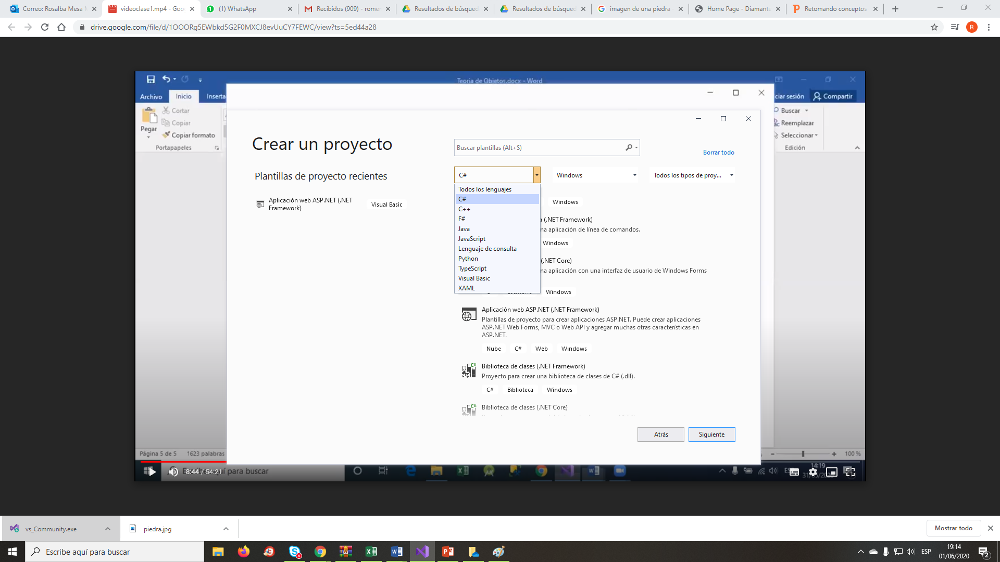 Correo: Rosalba Mesa M
videoclase1.mp4 - Goo
(1) WhatsApp
Recibidos (909) - romer
Resultados de búsqued
Resultados de búsqued
imagen de una piedra
Home Page - Diamante
Retomando conceptos
drive.google.com/file/d/1OOORg5EWbkd5G2F0MXCJ8evUuCY7FEWC/view?ts=5ed44a28
R
Teoria de Objetos.docx - Word
Archivo
Inicio
Inserta
ciar sesión
Compartir
Pegar
Cortar
Copiar
Copiar formato
Portapapeles
Buscar
Reemplazar
Seleccionar
Edición
Crear un proyecto
Buscar plantillas (Alt+S)
Borrar todo
Plantillas de proyecto recientes
C#
Windows
Todos los tipos de proy...
Aplicación web ASP.NET (.NET
Framework)
Visual Basic
Todos los lenguajes
C#
C++
F#
Java
JavaScript
Lenguaje de consulta
Python
TypeScript
Visual Basic
XAML
Windows
a (.NET Framework)
na aplicación de línea de comandos.
Windows
(.NET Core)
na aplicación con una interfaz de usuario de Windows Forms
Windows
Aplicación web ASP.NET (.NET Framework)
Plantillas de proyecto para crear aplicaciones ASP.NET. Puede crear aplicaciones
ASP.NET Web Forms, MVC o Web API y agregar muchas otras características en
ASP.NET.
Nube C# Web Windows
Biblioteca de clases (.NET Framework)
Proyecto para crear una biblioteca de clases de C# (.dll).
C# Biblioteca Windows
Biblioteca de clases (.NET Core)
Atrás
Siguiente
Página 5 de 5
1623 palabras
100 %
8:44 / 54:21
aquí para buscar
14:19
vs_Community.exe
piedra.jpg
Mostrar todo
Escribe aquí para buscar
ESP
19:14
01/06/2020
2